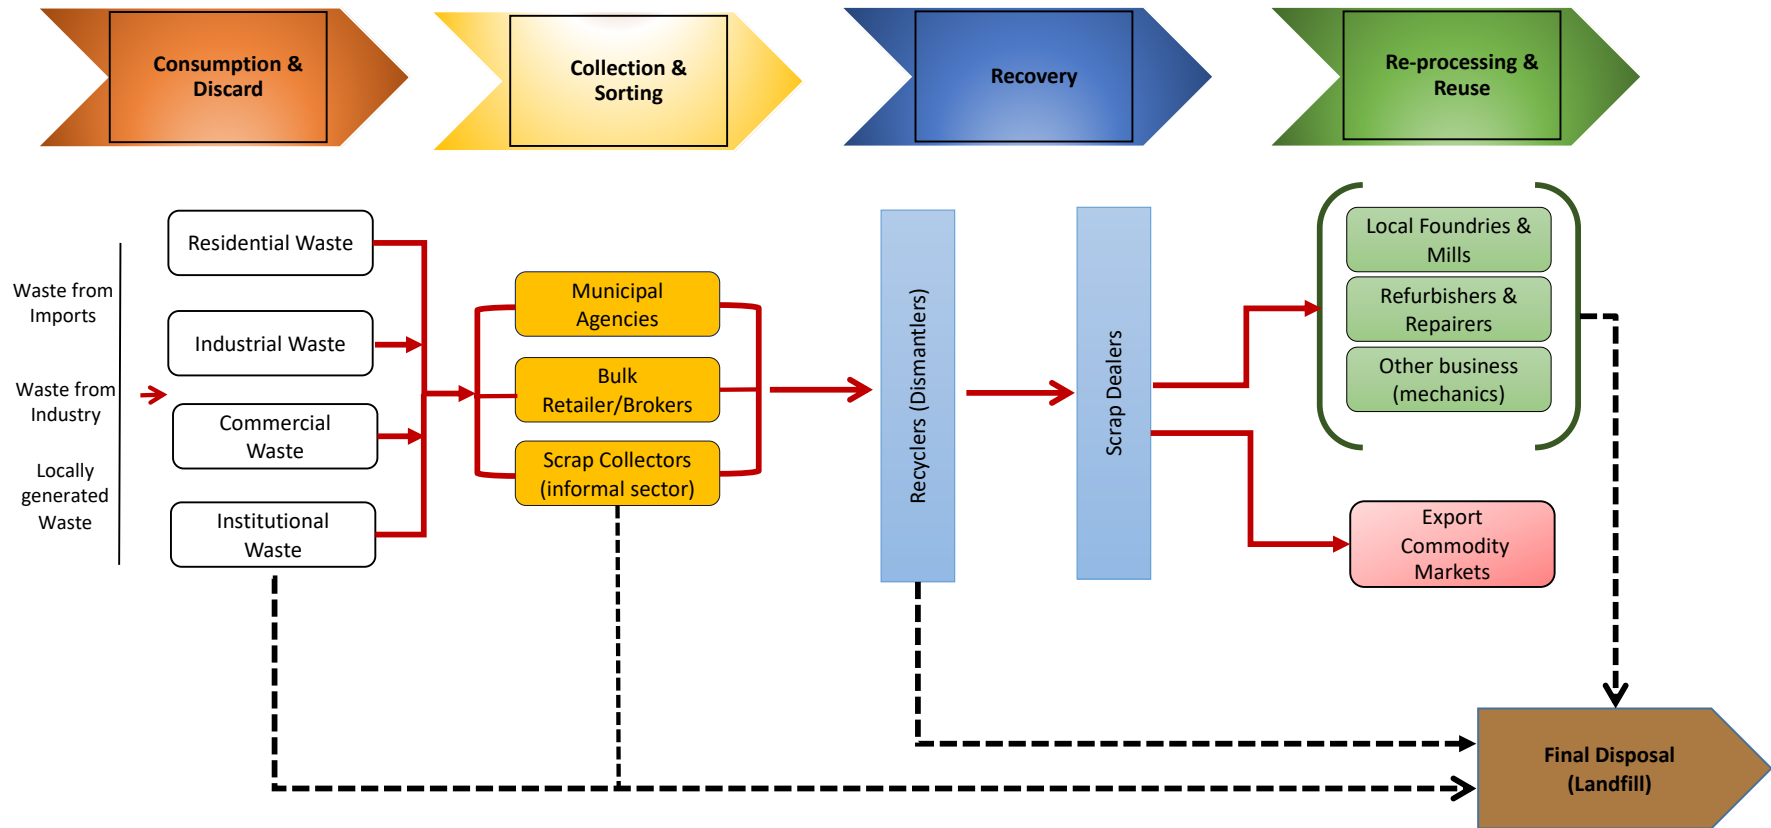 Consumption &
Discard
Collection &
Sorting
Recovery
Re-processing &
Reuse
Waste from
Imports
Waste from
Industry
Locally
generated
Waste
Residential Waste
Industrial Waste
Commercial
Waste
Institutional
Waste
Municipal
Agencies
Bulk
Retailer/Brokers
Scrap Collectors
(informal sector)
Recyclers (Dismantlers)
Scrap Dealers
Local Foundries &
Mills
Refurbishers &
Repairers
Other business
(mechanics)
Export
Commodity
Markets
Final Disposal
(Landfill)